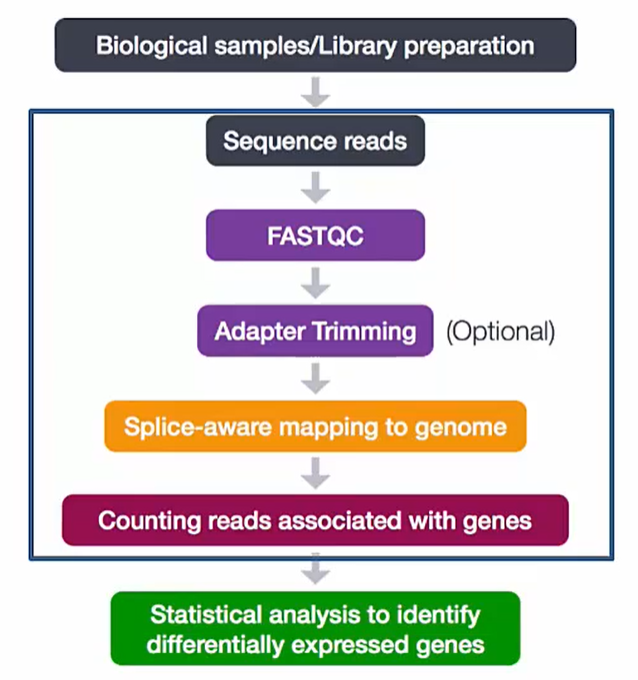 Biological samples/Library preparation
Sequence reads
FASTQC
Adapter Trimming (Optional)
Splice-aware mapping to genome
Counting reads associated with genes
Statistical analysis to identify
differentially expressed genes